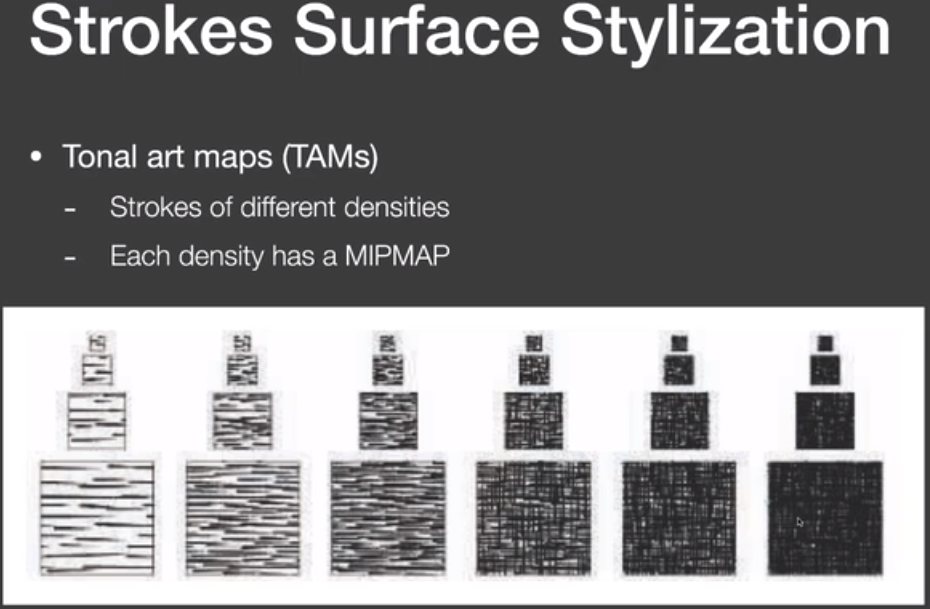 Strokes Surface Stylization
• Tonal art maps (TAMs)
- Strokes of different densities
- Each density has a MIPMAP